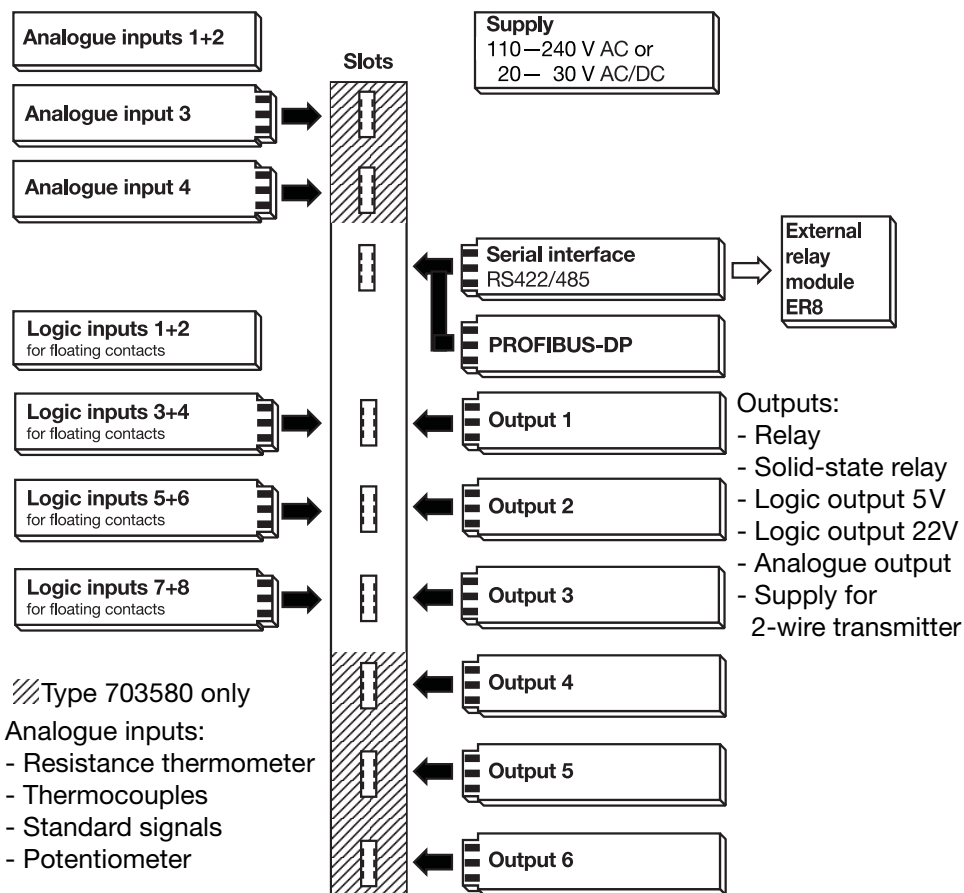 Analogue inputs 1+2
Supply
110—240 V AC or
20— 30 V AC/DC
Slots
Analogue input 3
Analogue input 4
Serial interface
RS422/485
External
relay
module
ER8
Logic inputs 1+2
for floating contacts
PROFIBUS-DP
Logic inputs 3+4
for floating contacts
Output 1
Outputs:
- Relay
- Solid-state relay
- Logic output 5V
- Logic output 22V
- Analogue output
- Supply for
2-wire transmitter
Logic inputs 5+6
for floating contacts
Output 2
Logic inputs 7+8
for floating contacts
Output 3
Output 4
Type 703580 only
Analogue inputs:
- Resistance thermometer
- Thermocouples
- Standard signals
- Potentiometer
Output 5
Output 6